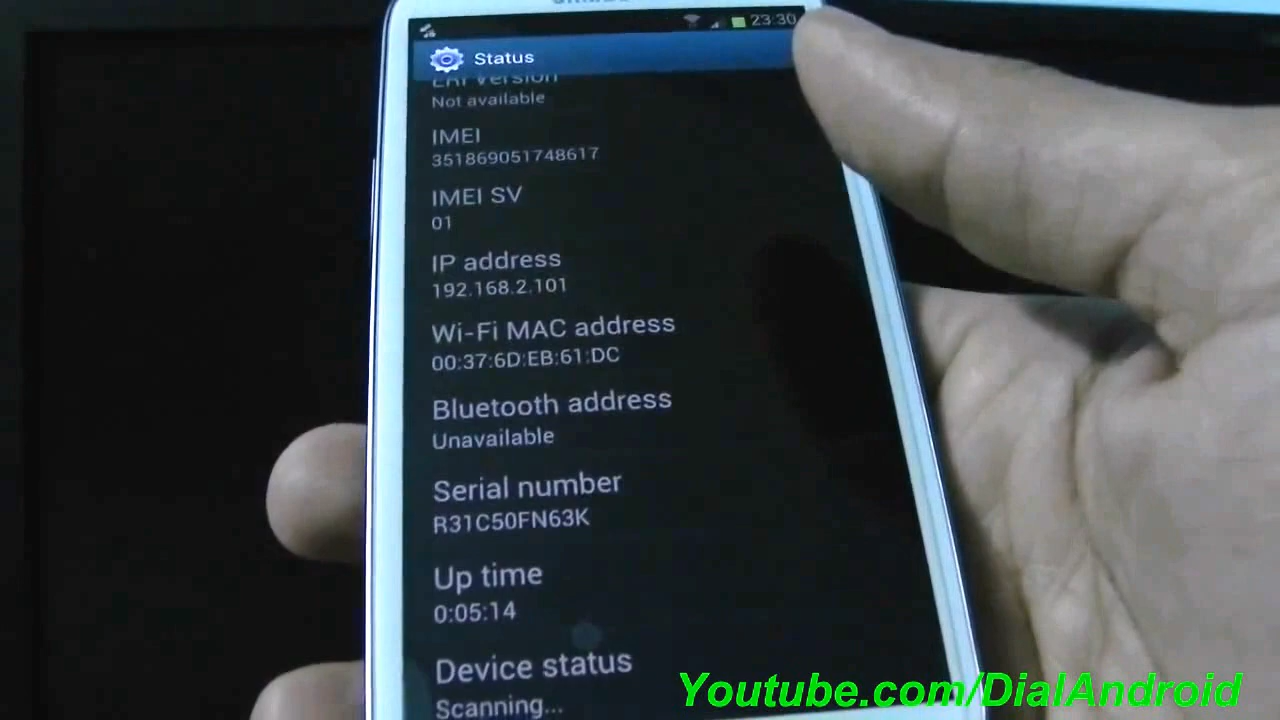 23:30
Status
ERI version
Not available
IMEI
351869051748617
IMEI SV
01
IP address
192.168.2.101
Wi-Fi MAC address
00:37:6D:EB:61:DC
Bluetooth address
Unavailable
Serial number
R31C50FN63K
Up time
0:05:14
Device status
Scanning...
Youtube.com/DialAndroid